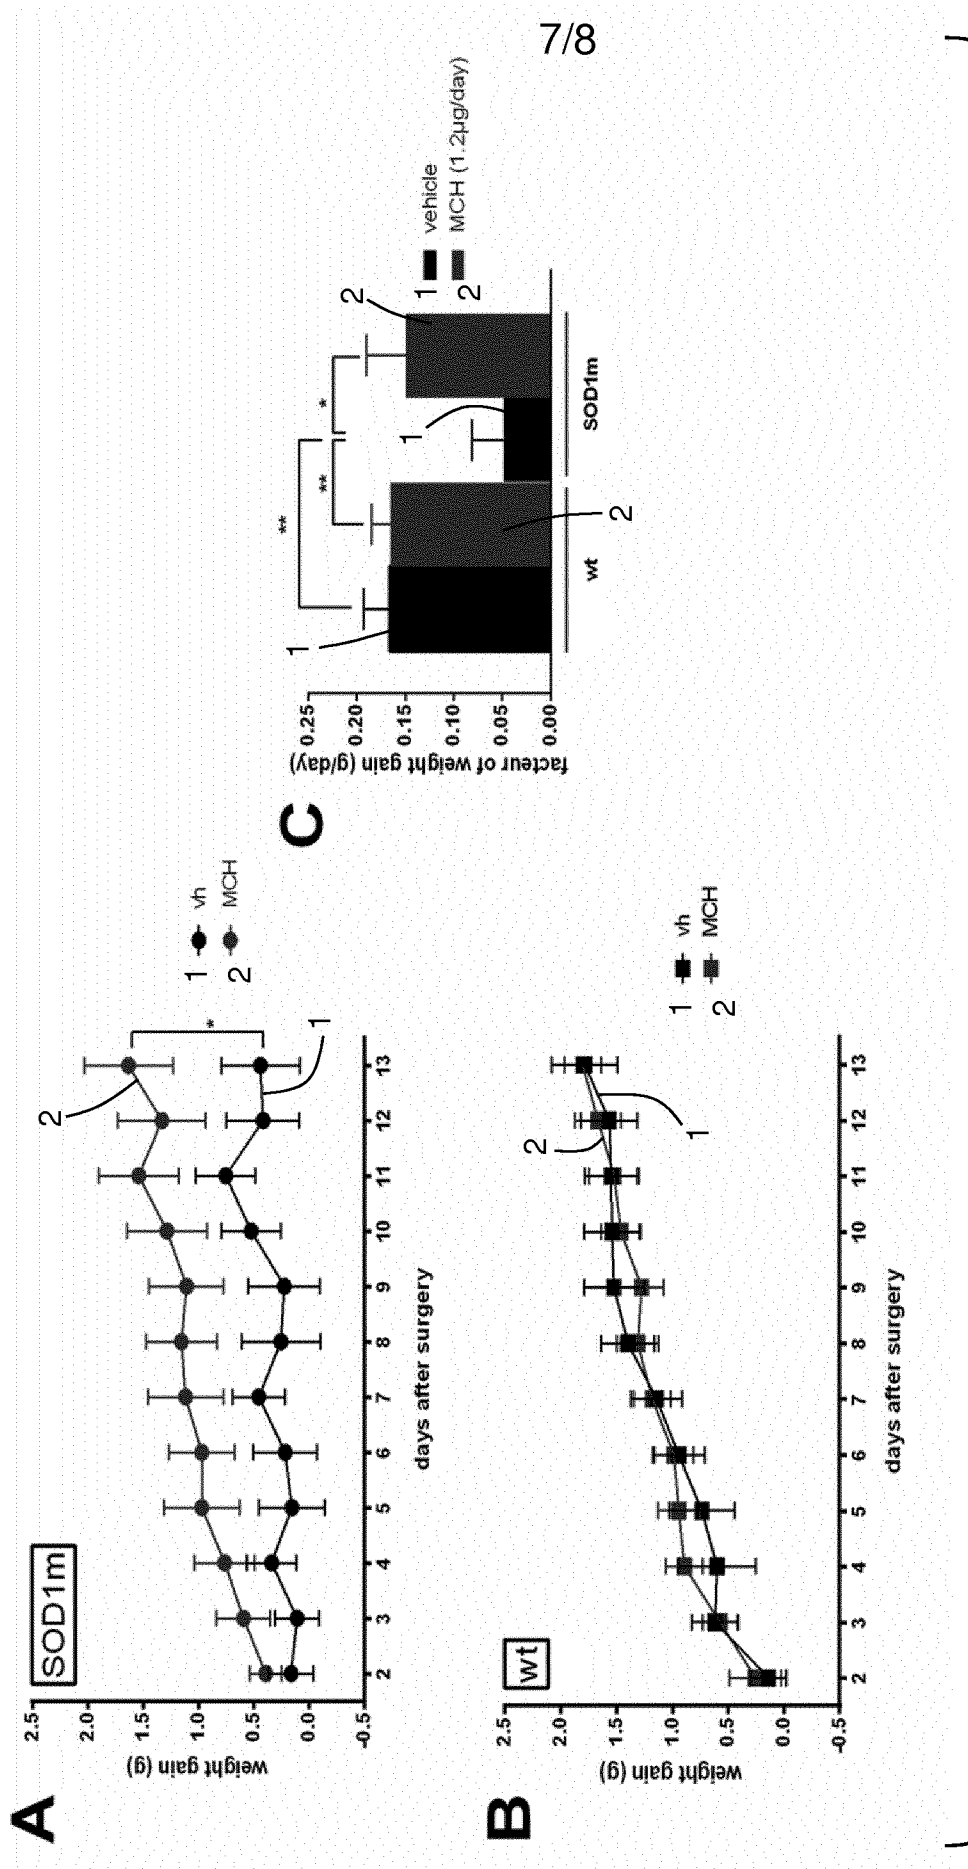 7/8
A
SOD1m
weight gain (g)
2.5
2.0
1.5
1.0
0.5
0.0
-0.5
2 3 4 5 6 7 8 9 10 11 12 13
days after surgery
2
1
*
1 vh
2 MCH
B
wt
weight gain (g)
2.5
2.0
1.5
1.0
0.5
0.0
-0.5
2 3 4 5 6 7 8 9 10 11 12 13
days after surgery
2
1
1 vh
2 MCH
C
facteur of weight gain (g/day)
0.25
0.20
0.15
0.10
0.05
0.00
**
**
*
1
2
1
2
wt
SOD1m
1 vehicle
2 MCH (1.2µg/day)